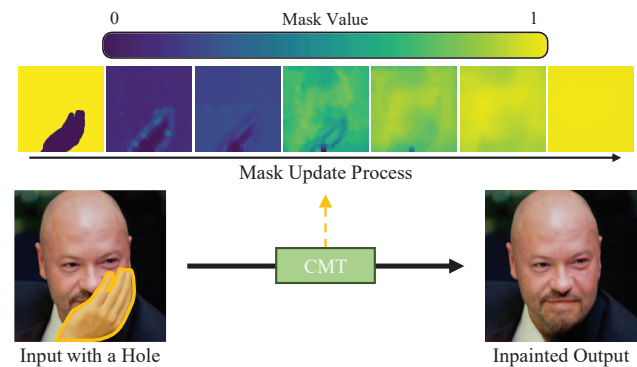 0 Mask Value 1
Mask Update Process
CMT
Input with a Hole Inpainted Output